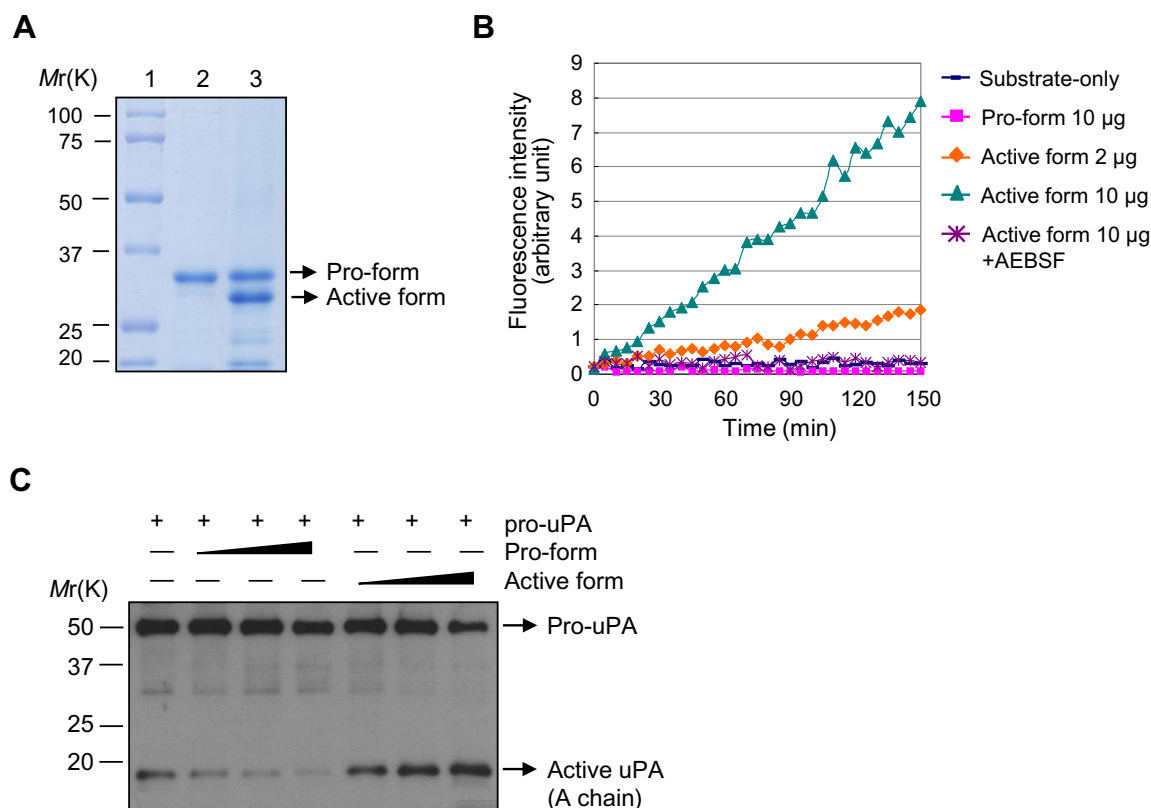 A
Mr(K)
1 2 3
100
75
50
37
25
20
Pro-form
Active form
B
Fluorescence intensity
(arbitrary unit)
9
8
7
6
5
4
3
2
1
0
0 30 60 90 120 150
Time (min)
Substrate-only
Pro-form 10 µg
Active form 2 µg
Active form 10 µg
Active form 10 µg
+AEBSF
C
+ + + + + + + pro-uPA
— — — — Pro-form
— — — — Active form
Mr(K)
50
37
25
20
Pro-uPA
Active uPA
(A chain)